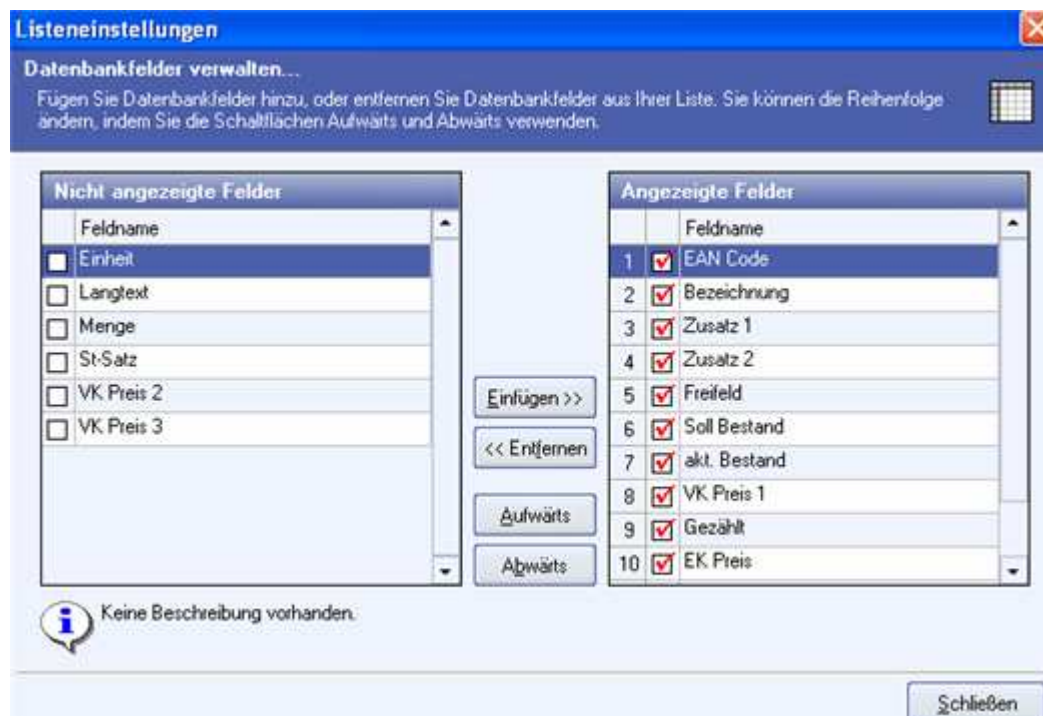 Listeneinstellungen
Datenbankfelder verwalten...
Fügen Sie Datenbankfelder hinzu, oder entfernen Sie Datenbankfelder aus Ihrer Liste. Sie können die Reihenfolge
ändern, indem Sie die Schaltflächen Aufwärts und Abwärts verwenden.
Nicht angezeigte Felder
Feldname
Einheit
Langtext
Menge
St-Satz
VK Preis 2
VK Preis 3
Einfügen >>
<< Entfernen
Aufwärts
Abwärts
Angezeigte Felder
Feldname
1 EAN Code
2 Bezeichnung
3 Zusatz 1
4 Zusatz 2
5 Freifeld
6 Soll Bestand
7 akt. Bestand
8 VK Preis 1
9 Gezählt
10 EK Preis
Keine Beschreibung vorhanden.
Schließen